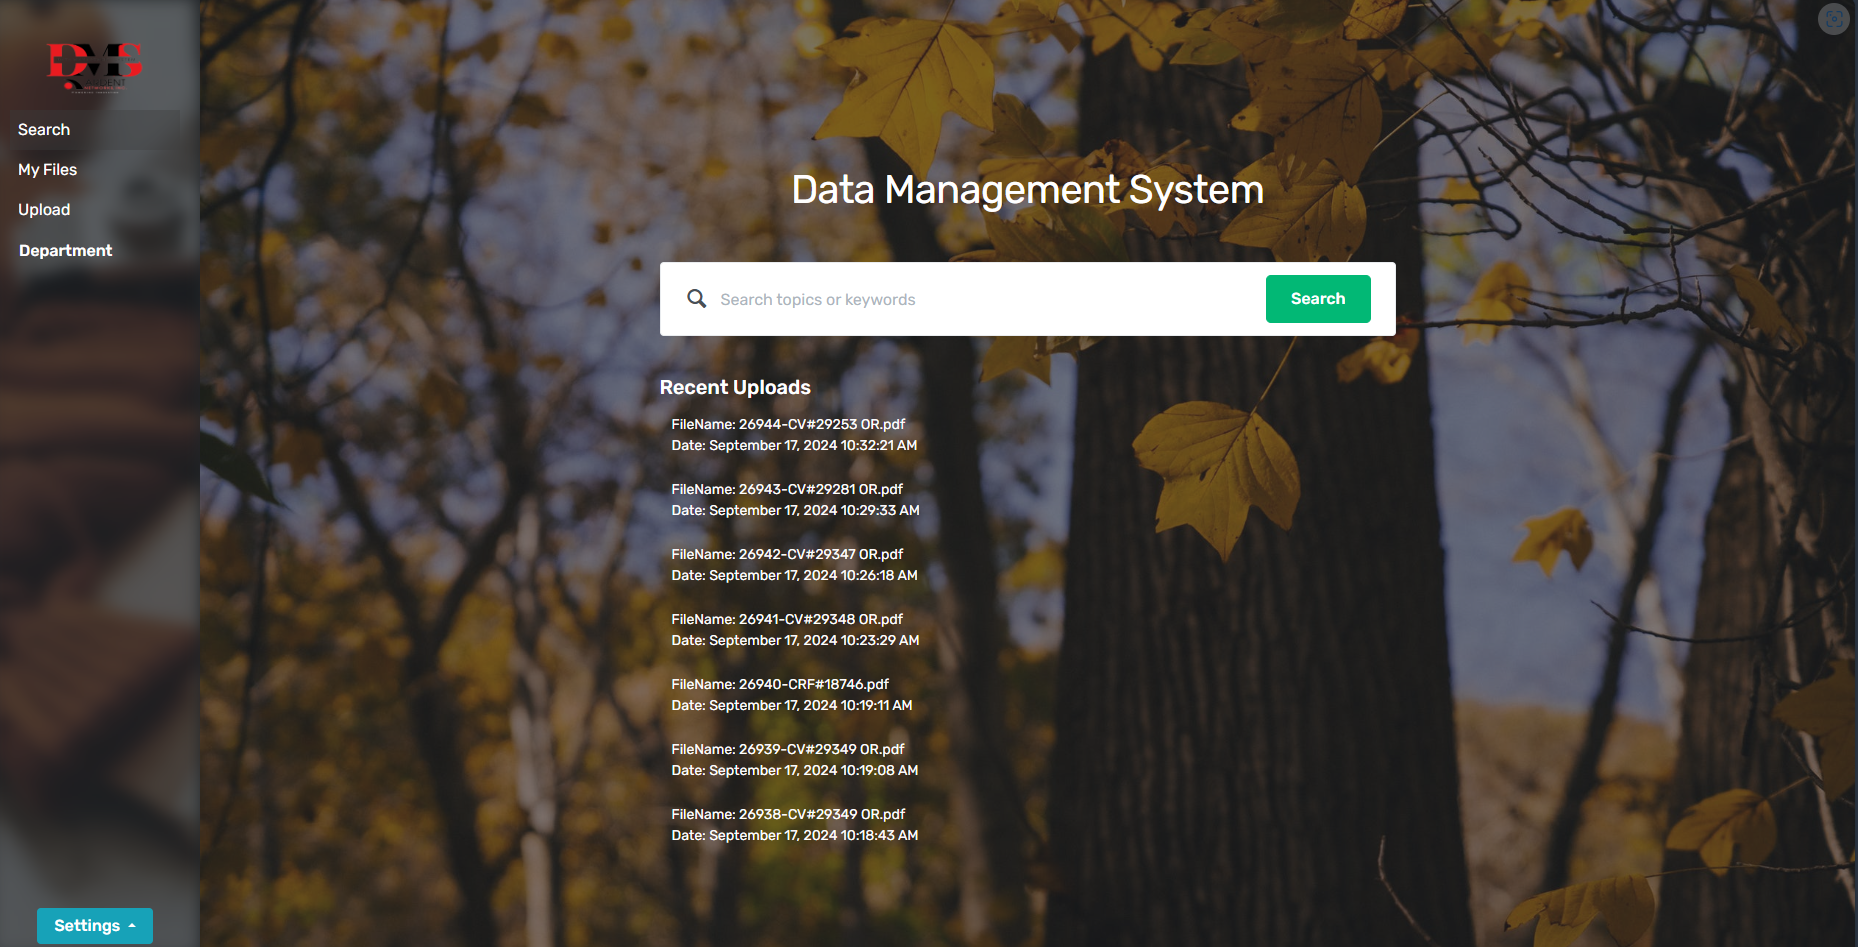 DMS
Search
My Files
Upload
Department
Data Management System
Search topics or keywords
Search
Recent Uploads
FileName: 26944-CV#29253 OR.pdf
Date: September 17, 2024 10:32:21 AM
FileName: 26943-CV#29281 OR.pdf
Date: September 17, 2024 10:29:33 AM
FileName: 26942-CV#29347 OR.pdf
Date: September 17, 2024 10:26:18 AM
FileName: 26941-CV#29348 OR.pdf
Date: September 17, 2024 10:23:29 AM
FileName: 26940-CRF#18746.pdf
Date: September 17, 2024 10:19:11 AM
FileName: 26939-CV#29349 OR.pdf
Date: September 17, 2024 10:19:08 AM
FileName: 26938-CV#29349 OR.pdf
Date: September 17, 2024 10:18:43 AM
Settings